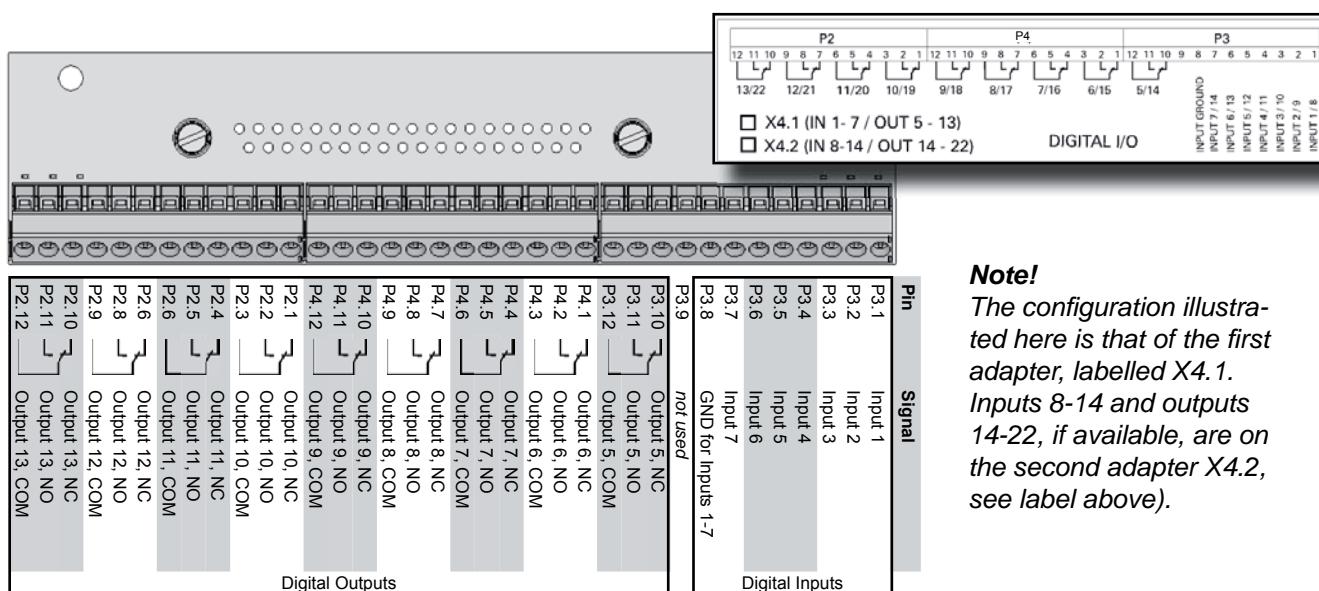 P2 P4 P3
12 11 10 9 8 7 6 5 4 3 2 1 12 11 10 9 8 7 6 5 4 3 2 1 12 11 10 9 8 7 6 5 4 3 2 1
13/22 12/21 11/20 10/19 9/18 8/17 7/16 6/15 5/14
INPUT GROUND
INPUT 7 / 14
INPUT 6 / 13
INPUT 5 / 12
INPUT 4 / 11
INPUT 3 / 10
INPUT 2 / 9
INPUT 1 / 8
X4.1 (IN 1- 7 / OUT 5 - 13)
X4.2 (IN 8-14 / OUT 14 - 22)
DIGITAL I/O
Pin Signal
P3.1 Input 1
P3.2 Input 2
P3.3 Input 3
P3.4 Input 4
P3.5 Input 5
P3.6 Input 6
P3.7 Input 7
P3.8 GND for Inputs 1-7
P3.9 not used
P3.10 Output 5, NC
P3.11 Output 5, NO
P3.12 Output 5, COM
P4.1 Output 6, NC
P4.2 Output 6, NO
P4.3 Output 6, COM
P4.4 Output 7, NC
P4.5 Output 7, NO
P4.6 Output 7, COM
P4.7 Output 8, NC
P4.8 Output 8, NO
P4.9 Output 8, COM
P4.10 Output 9, NC
P4.11 Output 9, NO
P4.12 Output 9, COM
P2.1 Output 10, NC
P2.2 Output 10, NO
P2.3 Output 10, COM
P2.4 Output 11, NC
P2.5 Output 11, NO
P2.6 Output 11, COM
P2.6 Output 12, NC
P2.8 Output 12, NO
P2.9 Output 12, COM
P2.10 Output 13, NC
P2.11 Output 13, NO
P2.12 Output 13, COM
Digital Outputs
Digital Inputs
Note!
The configuration illustra-
ted here is that of the first
adapter, labelled X4.1.
Inputs 8-14 and outputs
14-22, if available, are on
the second adapter X4.2,
see label above).